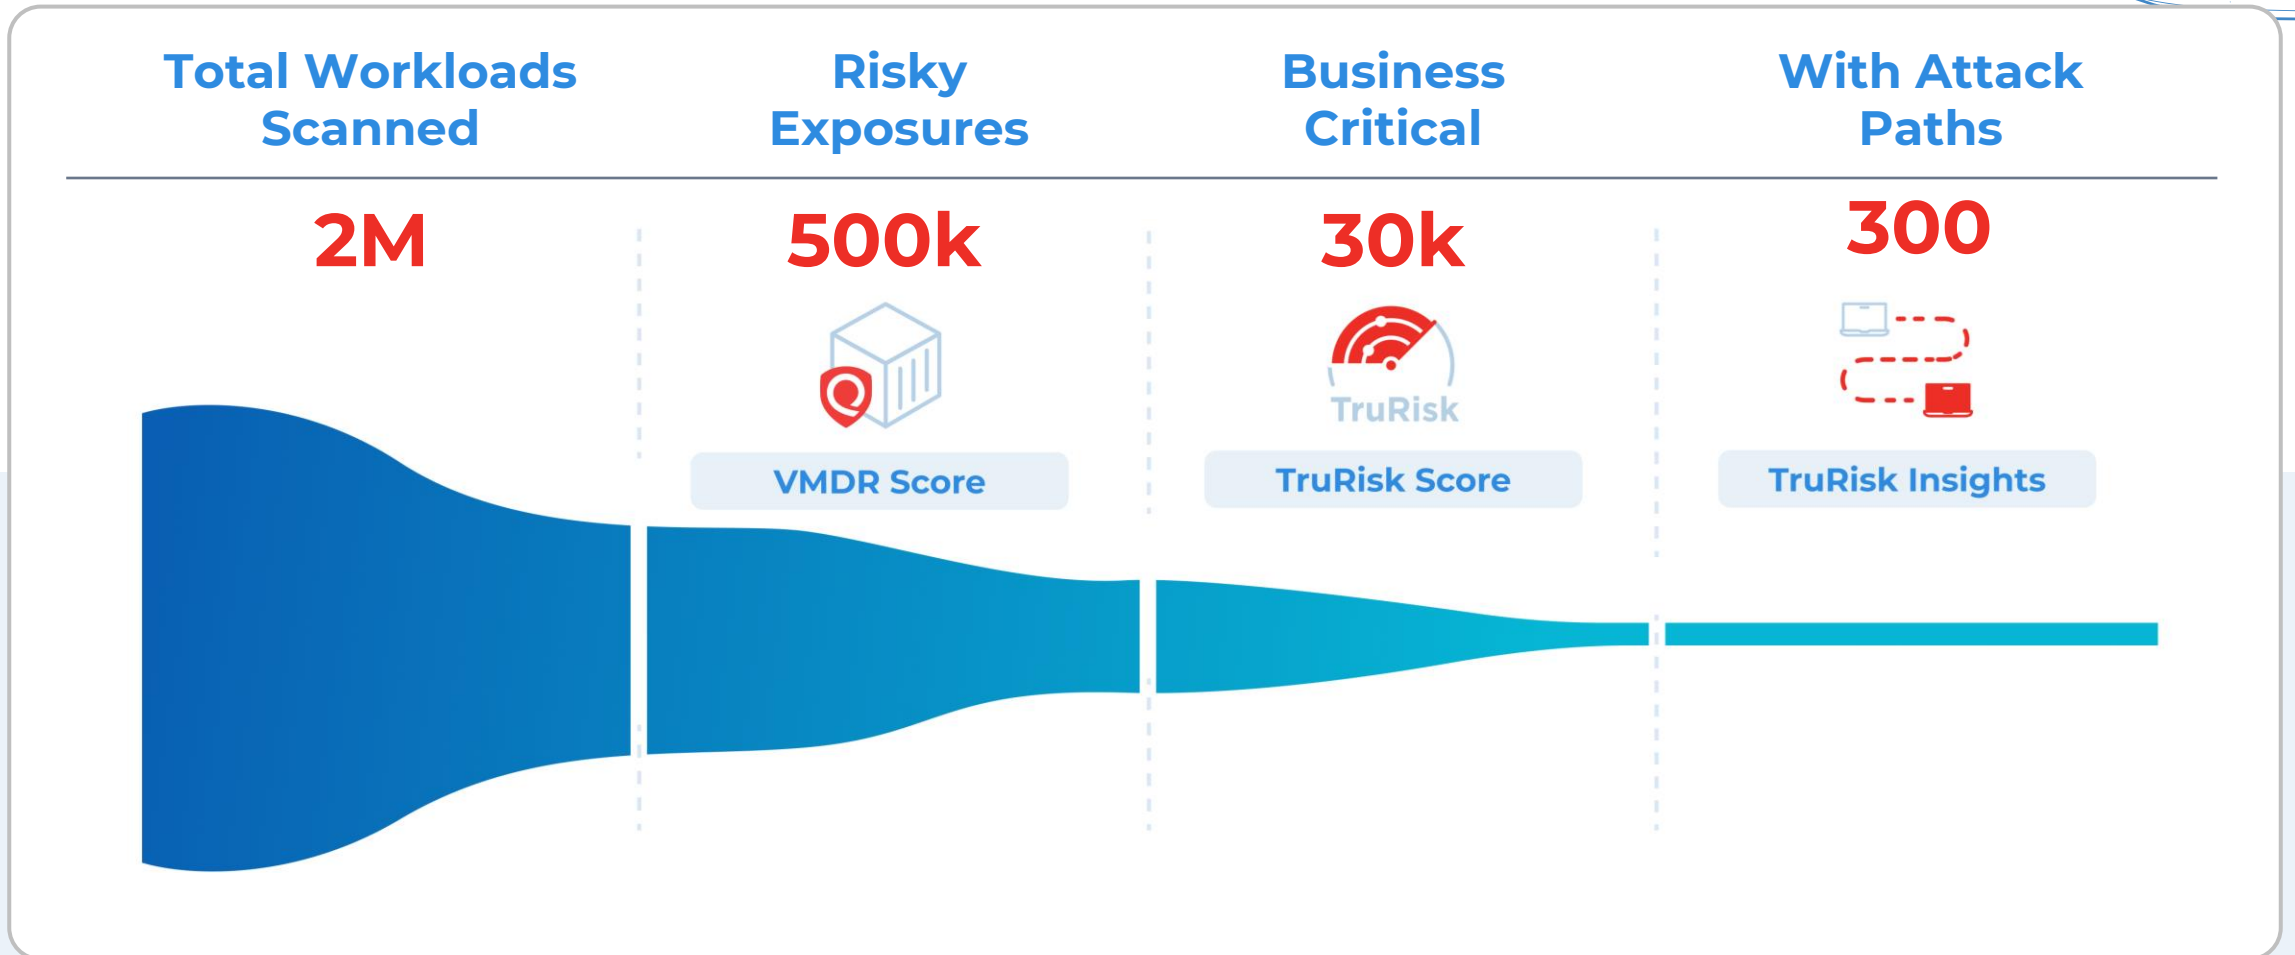 Total Workloads
Scanned
Risky
Exposures
Business
Critical
With Attack
Paths
2M
500k
30k
300
TruRisk
VMDR Score
TruRisk Score
TruRisk Insights